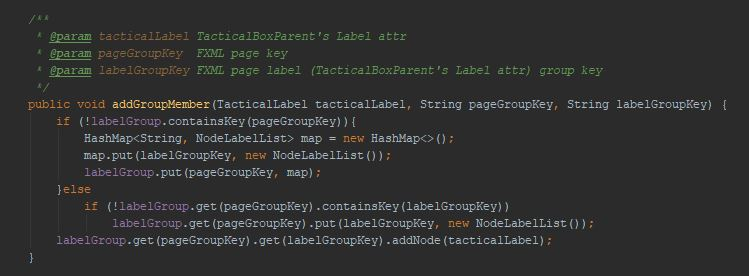 /**
 * @param tacticalLabel TacticalBoxParent's Label attr
 * @param pageGroupKey  FXML page key
 * @param labelGroupKey FXML page label (TacticalBoxParent's Label attr) group key
 */
public void addGroupMember(TacticalLabel tacticalLabel, String pageGroupKey, String labelGroupKey) {
    if (!labelGroup.containsKey(pageGroupKey)){
        HashMap<String, NodeLabelList> map = new HashMap<>();
        map.put(labelGroupKey, new NodeLabelList());
        labelGroup.put(pageGroupKey, map);
    }else
        if (!labelGroup.get(pageGroupKey).containsKey(labelGroupKey))
            labelGroup.get(pageGroupKey).put(labelGroupKey, new NodeLabelList());
    labelGroup.get(pageGroupKey).get(labelGroupKey).addNode(tacticalLabel);
}